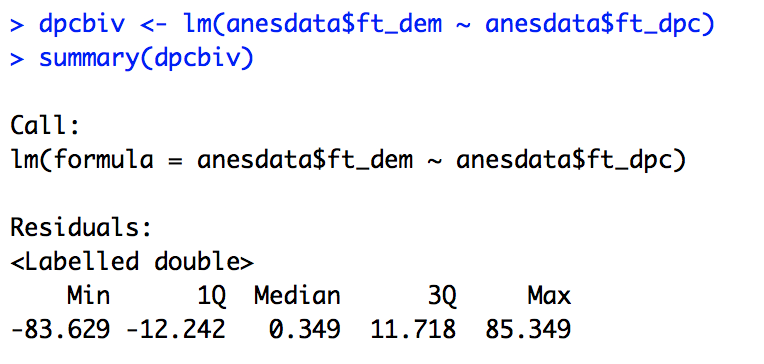 > dpcbiv <- lm(anesdata$ft_dem ~ anesdata$ft_dpc)
> summary(dpcbiv)
Call:
lm(formula = anesdata$ft_dem ~ anesdata$ft_dpc)
Residuals:
<Labelled double>
    Min      1Q  Median      3Q     Max
-83.629 -12.242   0.349  11.718  85.349